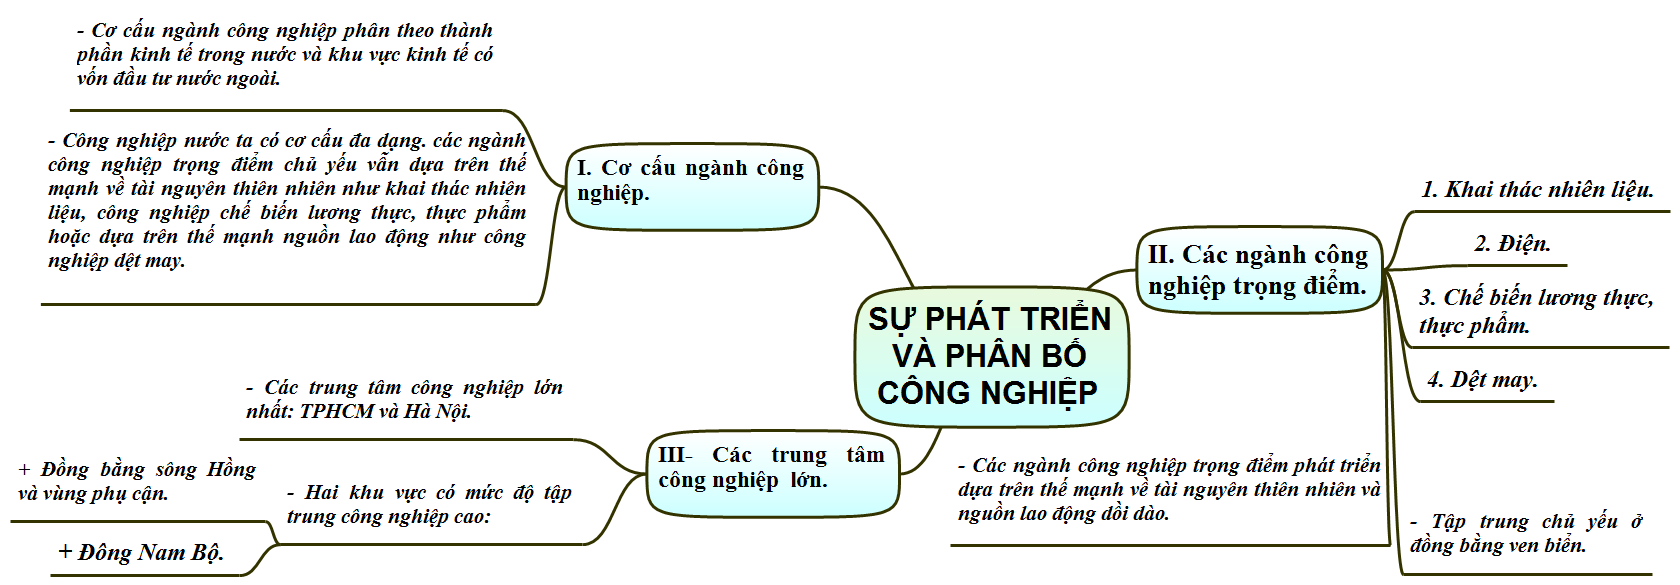 - Cơ cấu ngành công nghiệp phân theo thành
phần kinh tế trong nước và khu vực kinh tế có
vốn đầu tư nước ngoài.
- Công nghiệp nước ta có cơ cấu đa dạng. các ngành
công nghiệp trọng điểm chủ yếu vẫn dựa trên thế
mạnh về tài nguyên thiên nhiên như khai thác nhiên
liệu, công nghiệp chế biến lương thực, thực phẩm
hoặc dựa trên thế mạnh nguồn lao động như công
nghiệp dệt may.
I. Cơ cấu ngành công
nghiệp.
SỰ PHÁT TRIỂN
VÀ PHÂN BỐ
CÔNG NGHIỆP
II. Các ngành công
nghiệp trọng điểm.
1. Khai thác nhiên liệu.
2. Điện.
3. Chế biến lương thực,
thực phẩm.
4. Dệt may.
- Các ngành công nghiệp trọng điểm phát triển
dựa trên thế mạnh về tài nguyên thiên nhiên và
nguồn lao động dồi dào.
- Tập trung chủ yếu ở
đồng bằng ven biển.
III- Các trung tâm
công nghiệp lớn.
- Các trung tâm công nghiệp lớn
nhất: TPHCM và Hà Nội.
- Hai khu vực có mức độ tập
trung công nghiệp cao:
+ Đồng bằng sông Hồng
và vùng phụ cận.
+ Đông Nam Bộ.